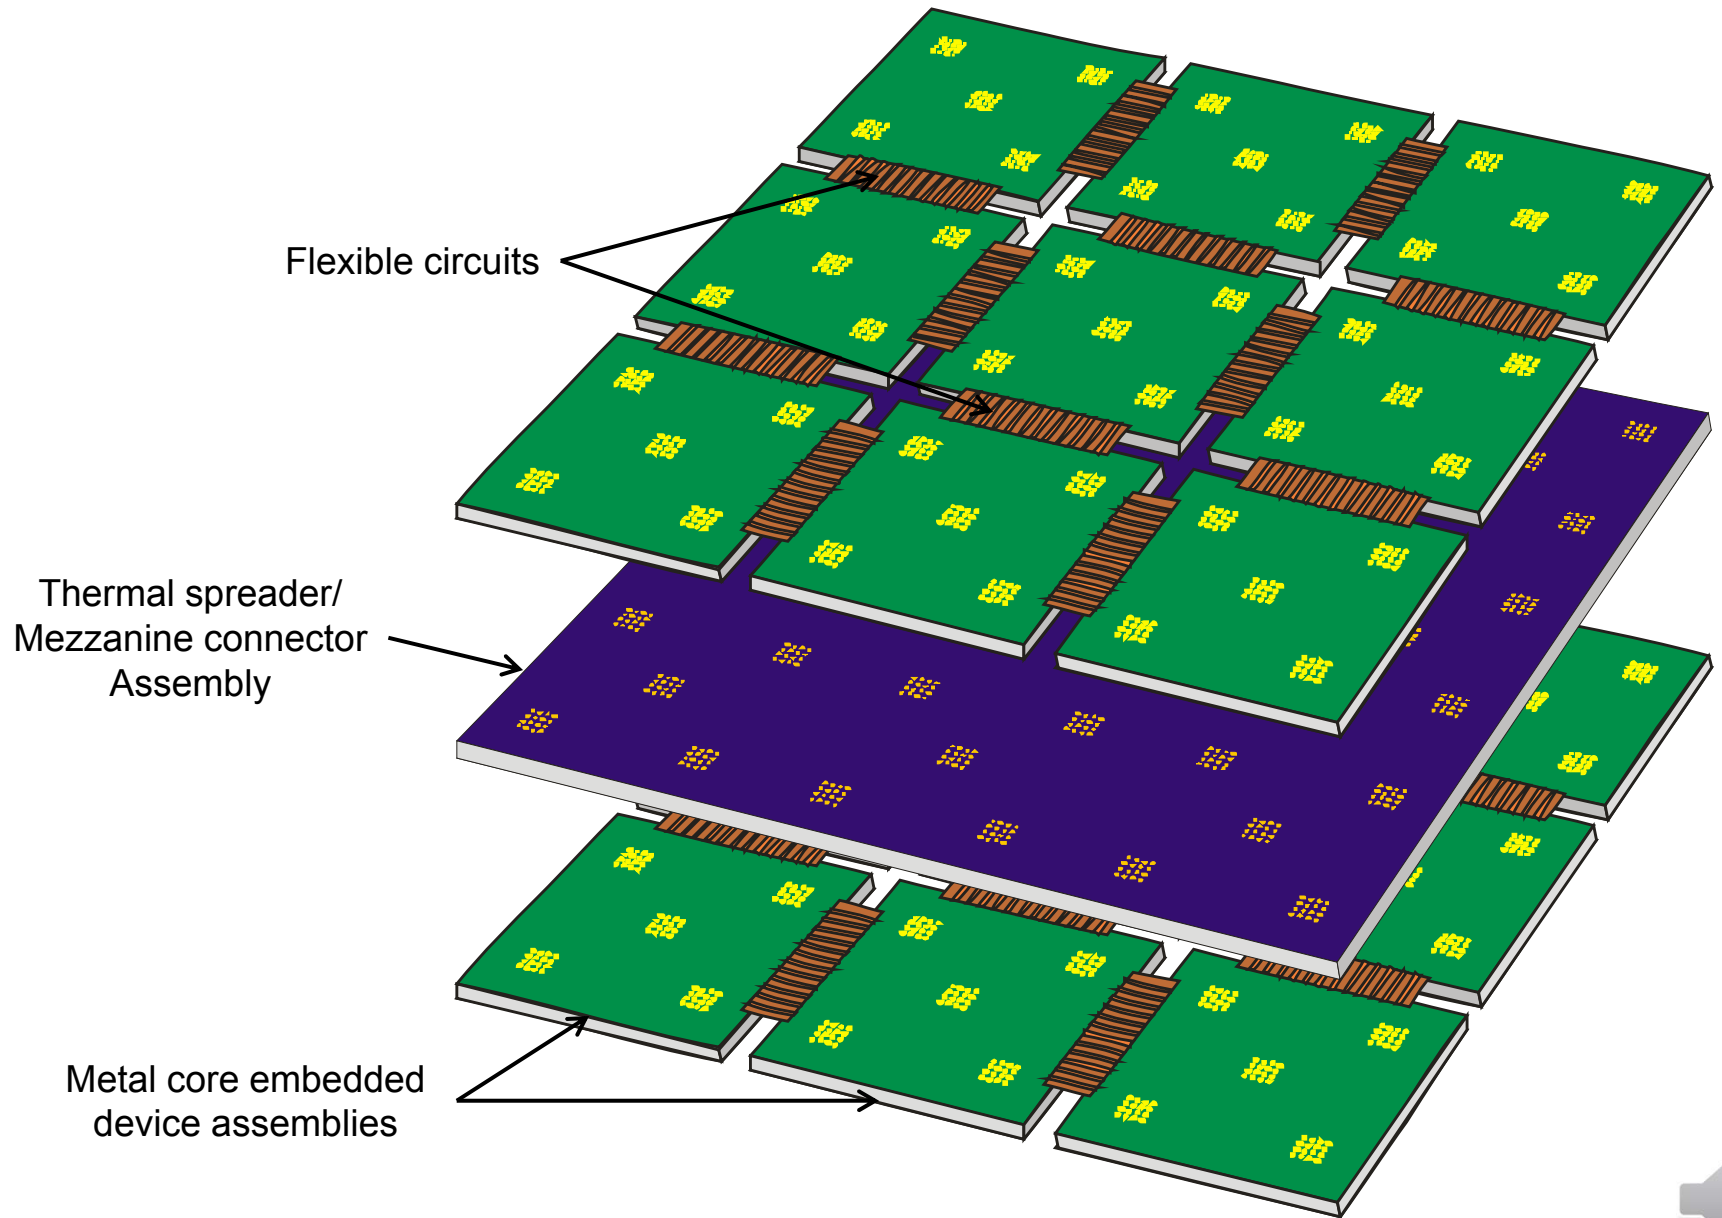 Flexible circuits
Thermal spreader/
Mezzanine connector
Assembly
Metal core embedded
device assemblies